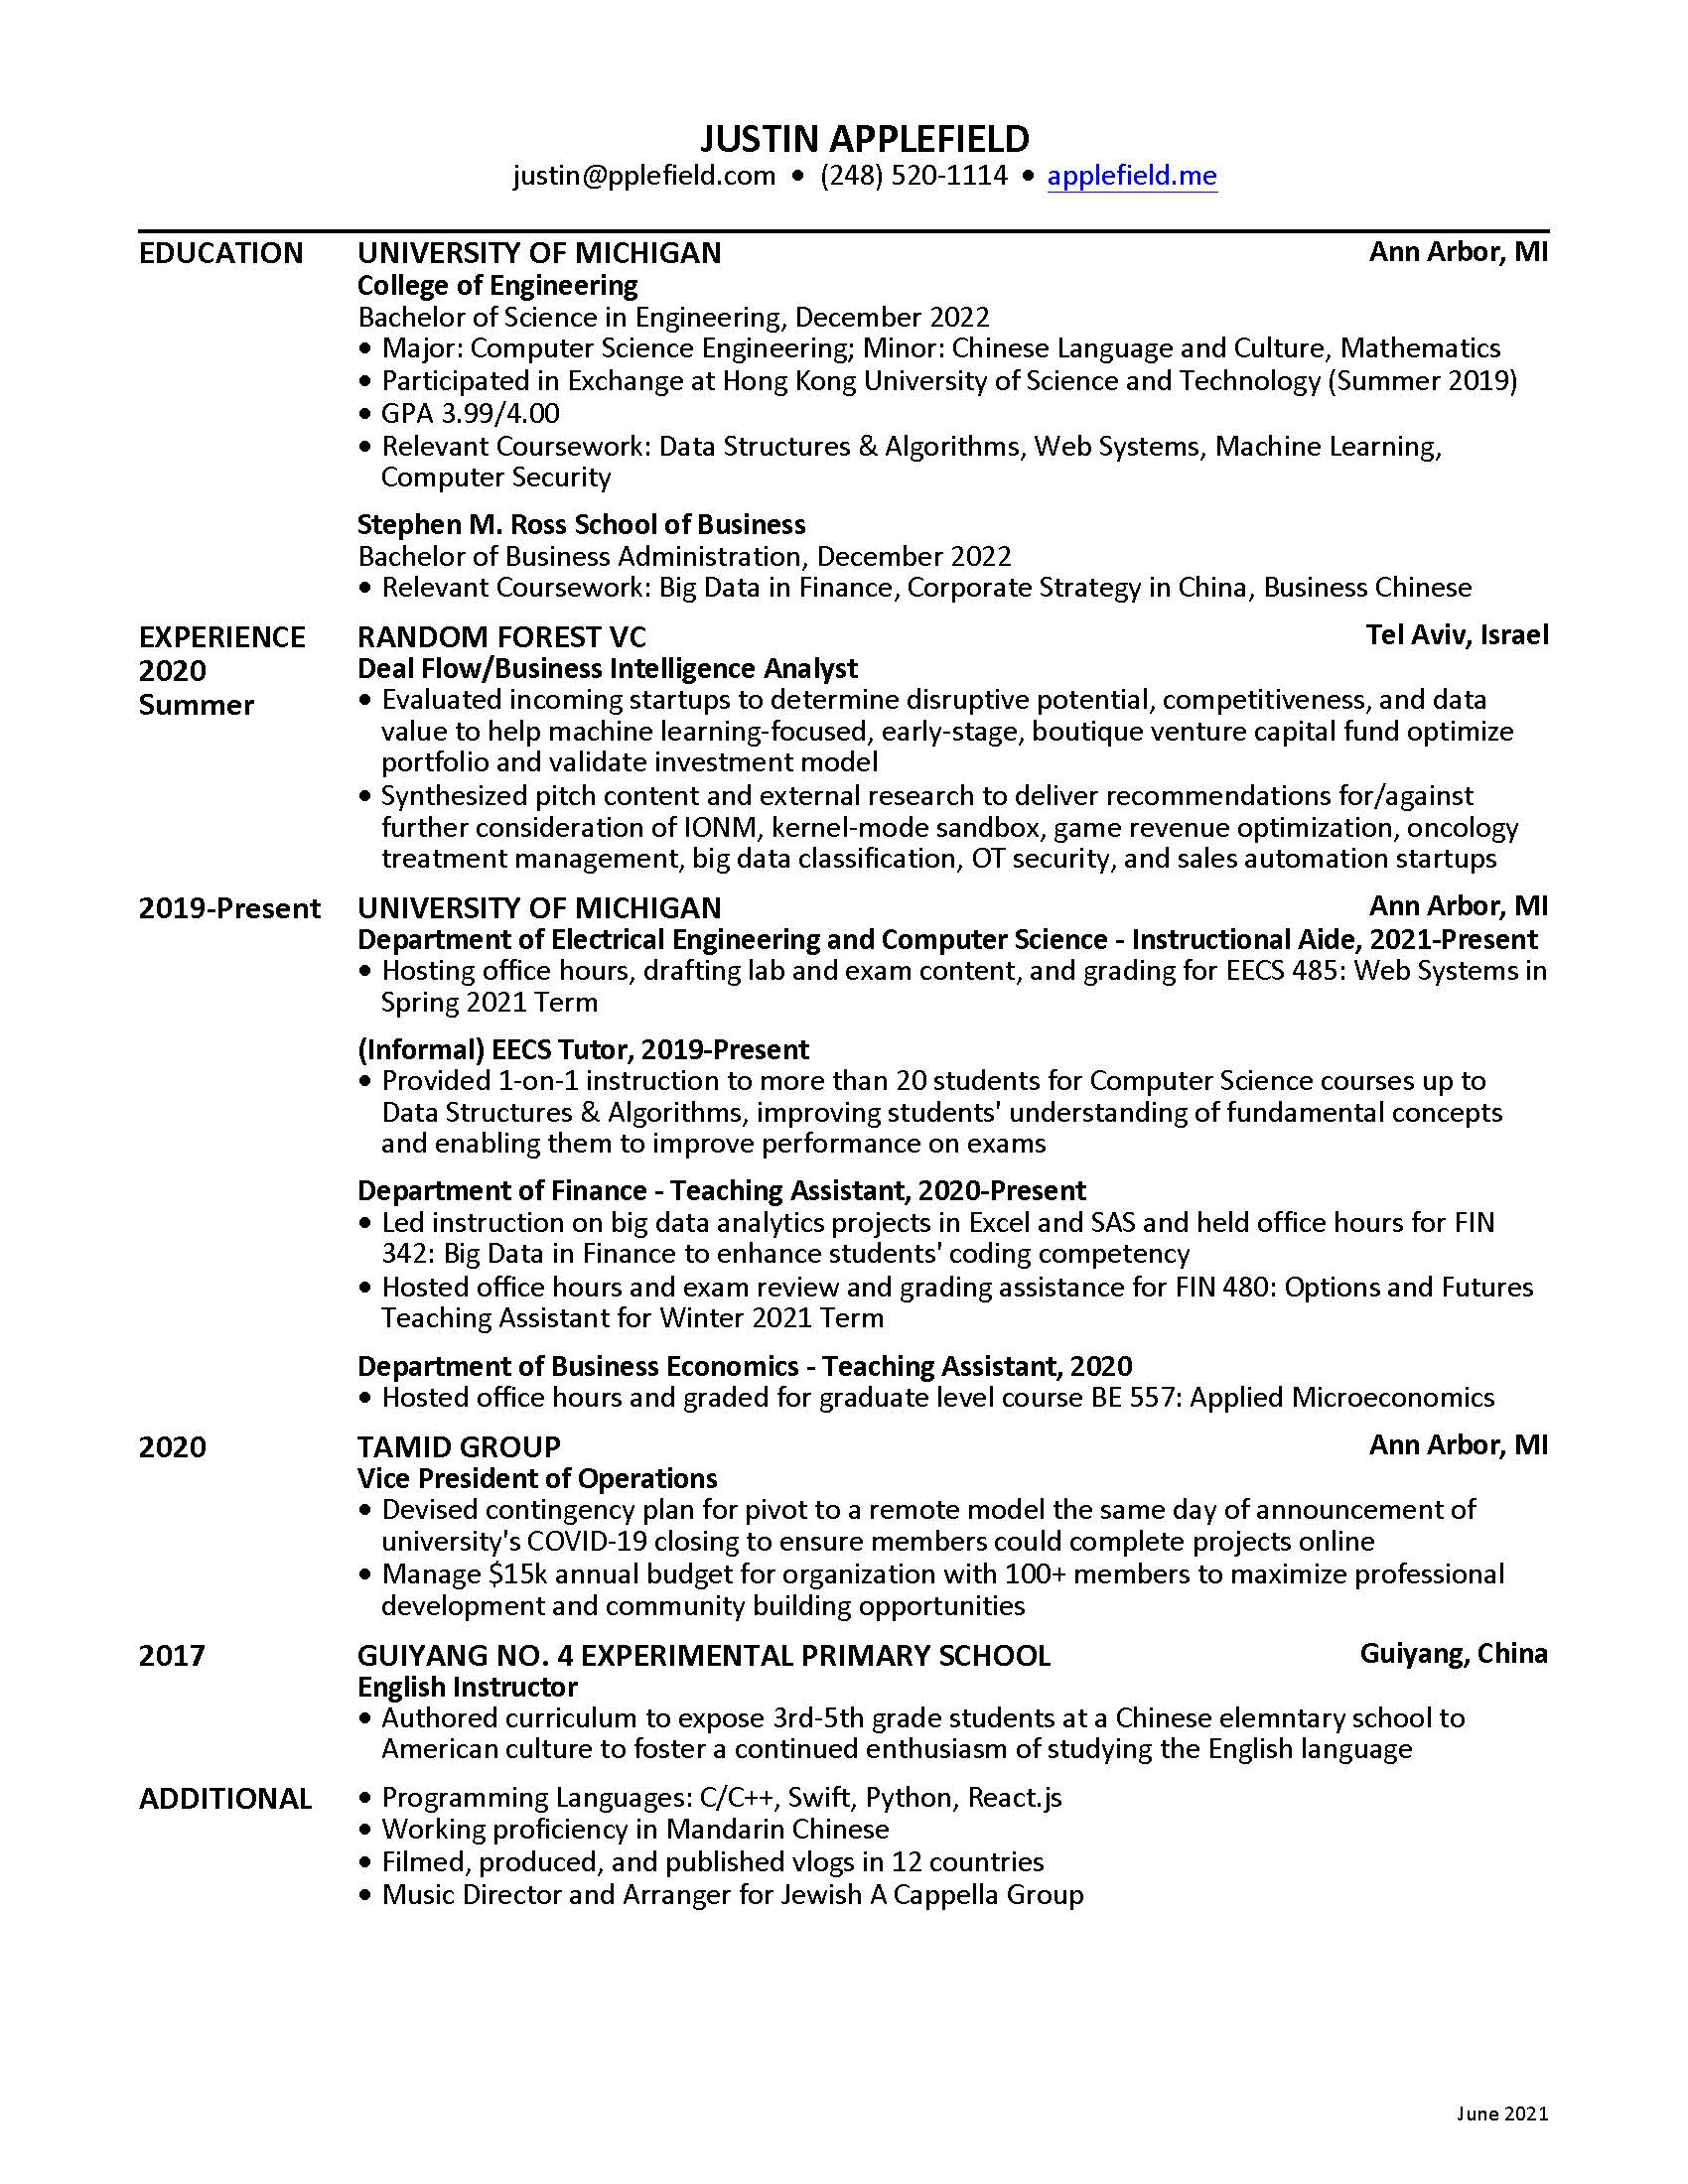 JUSTIN APPLEFIELD
justin@pplefield.com • (248) 520-1114 • applefield.me
EDUCATION UNIVERSITY OF MICHIGAN Ann Arbor, MI
College of Engineering
Bachelor of Science in Engineering, December 2022
• Major: Computer Science Engineering; Minor: Chinese Language and Culture, Mathematics
• Participated in Exchange at Hong Kong University of Science and Technology (Summer 2019)
• GPA 3.99/4.00
• Relevant Coursework: Data Structures & Algorithms, Web Systems, Machine Learning,
Computer Security
Stephen M. Ross School of Business
Bachelor of Business Administration, December 2022
• Relevant Coursework: Big Data in Finance, Corporate Strategy in China, Business Chinese
EXPERIENCE RANDOM FOREST VC Tel Aviv, Israel
2020 Deal Flow/Business Intelligence Analyst
Summer • Evaluated incoming startups to determine disruptive potential, competitiveness, and data
value to help machine learning-focused, early-stage, boutique venture capital fund optimize
portfolio and validate investment model
• Synthesized pitch content and external research to deliver recommendations for/against
further consideration of IONM, kernel-mode sandbox, game revenue optimization, oncology
treatment management, big data classification, OT security, and sales automation startups
2019-Present UNIVERSITY OF MICHIGAN Ann Arbor, MI
Department of Electrical Engineering and Computer Science - Instructional Aide, 2021-Present
• Hosting office hours, drafting lab and exam content, and grading for EECS 485: Web Systems in
Spring 2021 Term
(Informal) EECS Tutor, 2019-Present
• Provided 1-on-1 instruction to more than 20 students for Computer Science courses up to
Data Structures & Algorithms, improving students' understanding of fundamental concepts
and enabling them to improve performance on exams
Department of Finance - Teaching Assistant, 2020-Present
• Led instruction on big data analytics projects in Excel and SAS and held office hours for FIN
342: Big Data in Finance to enhance students' coding competency
• Hosted office hours and exam review and grading assistance for FIN 480: Options and Futures
Teaching Assistant for Winter 2021 Term
Department of Business Economics - Teaching Assistant, 2020
• Hosted office hours and graded for graduate level course BE 557: Applied Microeconomics
2020 TAMID GROUP Ann Arbor, MI
Vice President of Operations
• Devised contingency plan for pivot to a remote model the same day of announcement of
university's COVID-19 closing to ensure members could complete projects online
• Manage $15k annual budget for organization with 100+ members to maximize professional
development and community building opportunities
2017 GUIYANG NO. 4 EXPERIMENTAL PRIMARY SCHOOL Guiyang, China
English Instructor
• Authored curriculum to expose 3rd-5th grade students at a Chinese elemntary school to
American culture to foster a continued enthusiasm of studying the English language
ADDITIONAL • Programming Languages: C/C++, Swift, Python, React.js
• Working proficiency in Mandarin Chinese
• Filmed, produced, and published vlogs in 12 countries
• Music Director and Arranger for Jewish A Cappella Group
June 2021